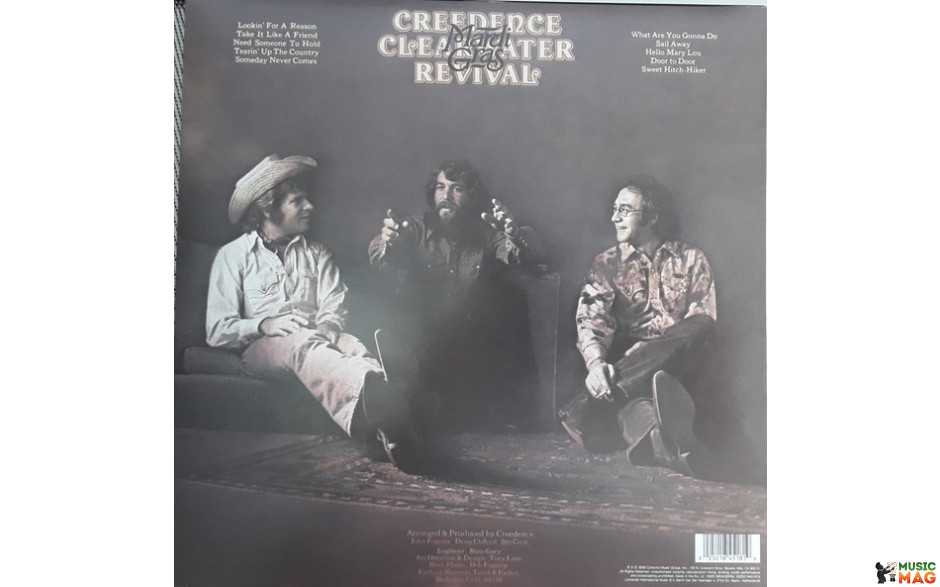 Lookin' For A Reason
Take It Like A Friend
Need Someone To Hold
Tearin' Up The Country
Someday Never Comes
CREEDENCE
CLEARWATER
REVIVAL
Mardi
Gras
What Are You Gonna Do
Sail Away
Hello Mary Lou
Door to Door
Sweet Hitch-Hiker
Arranged & Produced by Creedence
John Fogerty Doug Clifford Stu Cook
Engineer Russ Gary
Art Direction & Design Tony Lane
Back Photo Bob Fogerty
Fantasy Records, Tenth & Parker
Berkeley, Calif. 94710
MUSIC
MAG